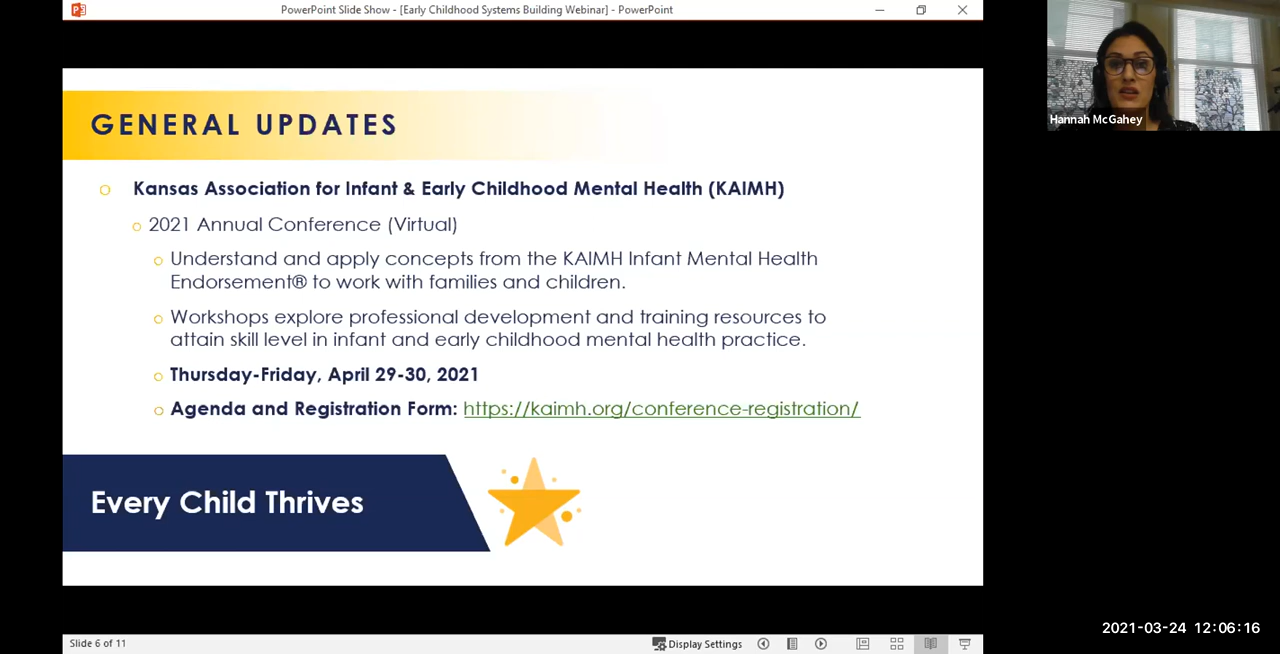 PowerPoint Slide Show - [Early Childhood Systems Building Webinar] - PowerPoint
Hannah McGahey
GENERAL UPDATES
Kansas Association for Infant & Early Childhood Mental Health (KAIMH)
2021 Annual Conference (Virtual)
Understand and apply concepts from the KAIMH Infant Mental Health
Endorsement® to work with families and children.
Workshops explore professional development and training resources to
attain skill level in infant and early childhood mental health practice.
Thursday-Friday, April 29-30, 2021
Agenda and Registration Form: https://kaimh.org/conference-registration/
Every Child Thrives
2021-03-24 12:06:16
Slide 6 of 11
Display Settings